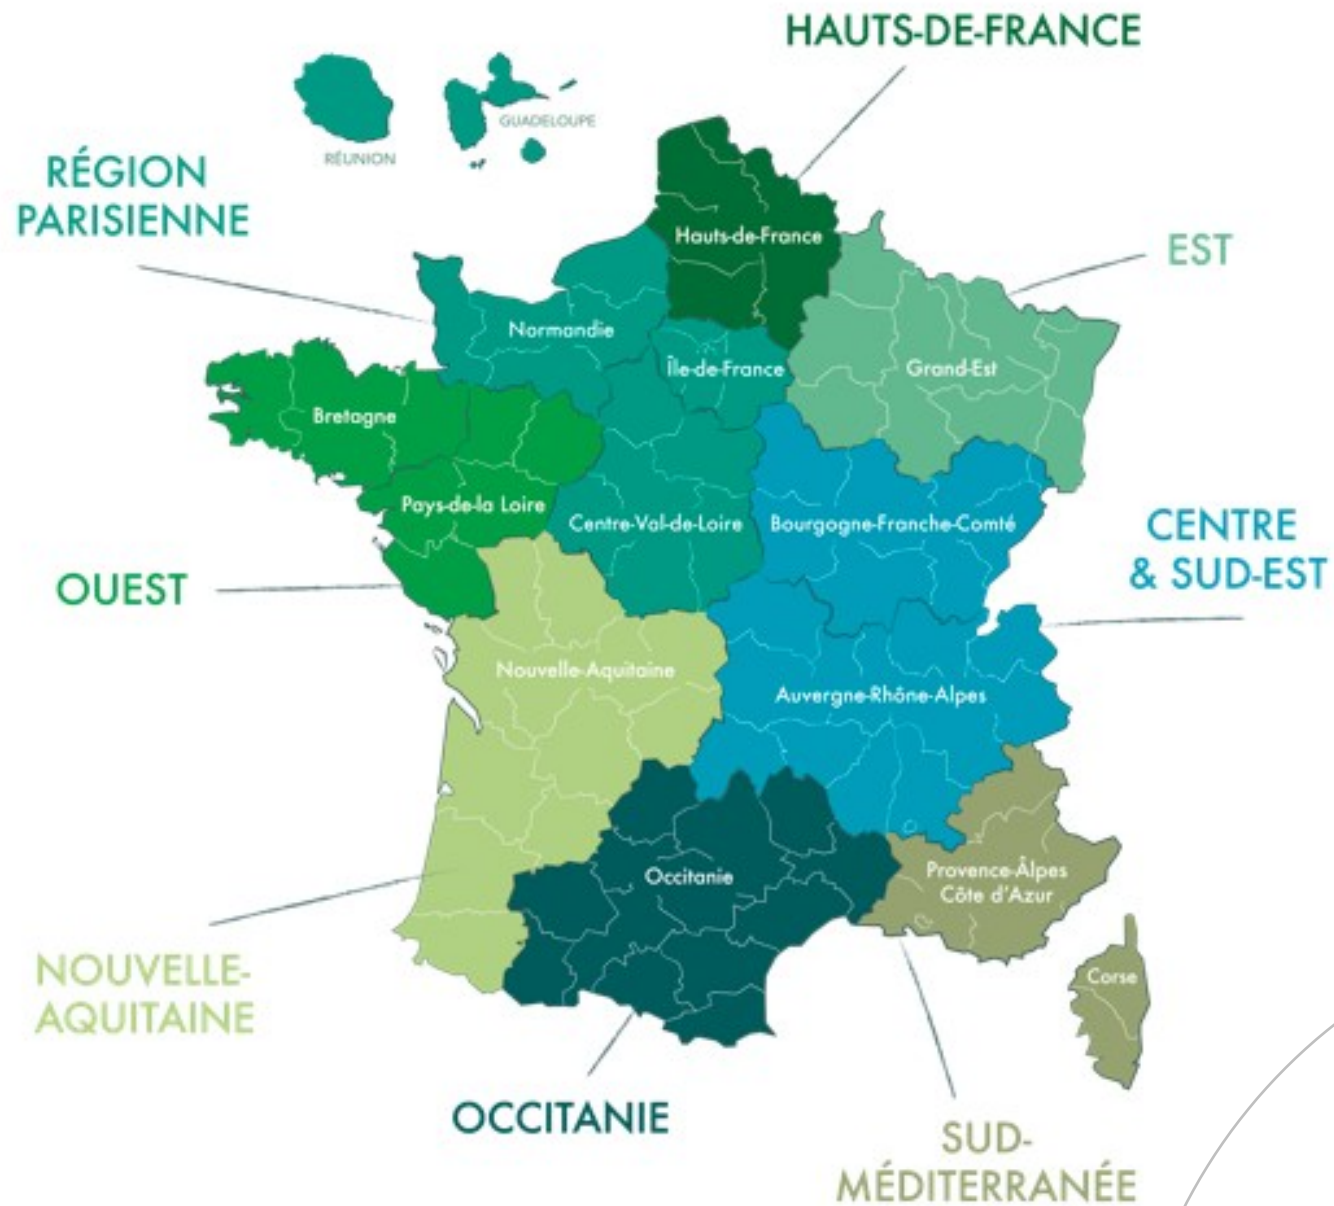 HAUTS-DE-FRANCE
GUADELOUPE
RÉUNION
RÉGION
PARISIENNE
Hauts-de-France
EST
Normandie
Île-de-France
Grand-Est
Bretagne
Pays-de-la Loire
Centre-Val-de-Loire
Bourgogne-Franche-Comté
CENTRE
& SUD-EST
OUEST
Nouvelle-Aquitaine
Auvergne-Rhône-Alpes
Occitanie
Provence-Âlpes
Côte d'Azur
Corse
NOUVELLE-
AQUITAINE
OCCITANIE
SUD-
MÉDITERRANÉE